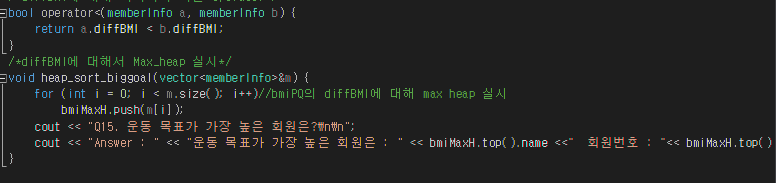 bool operator<(memberInfo a, memberInfo b) {
return a.diffBMI < b.diffBMI;
}
/*diffBMI에 대해서 Max_heap 실시*/
void heap_sort_biggoal(vector<memberInfo>&m) {
for (int i = 0; i < m.size(); i++)//bmiPQ의 diffBMI에 대해 max heap 실시
bmiMaxH.push(m[i]);
cout << "Q15. 운동 목표가 가장 높은 회원은?₩n₩n";
cout << "Answer : " << "운동 목표가 가장 높은 회원은 : " << bmiMaxH.top().name <<" 회원번호 : "<< bmiMaxH.top()
}